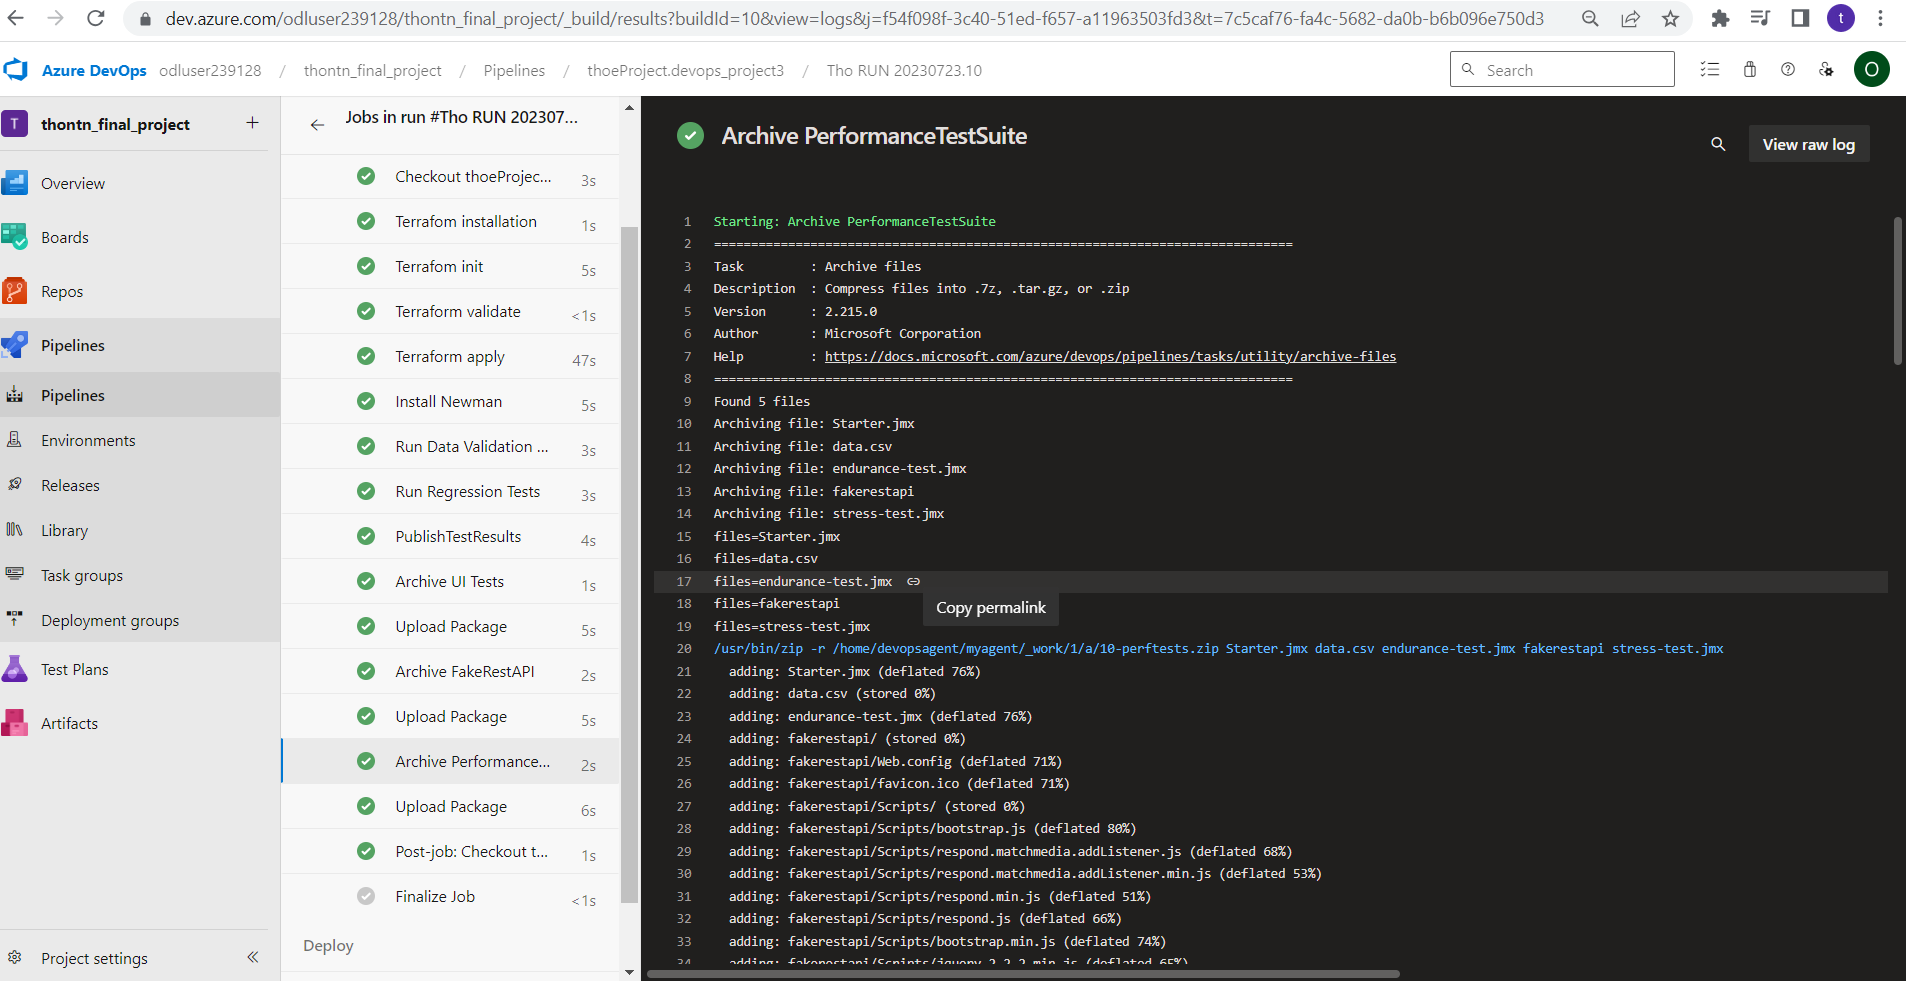 dev.azure.com/odluser239128/thontn_final_project/_build/results?buildId=10&view=logs&j=f54f098f-3c40-51ed-f657-a11963503fd3&t=7c5caf76-fa4c-5682-da0b-b6b096e750d3
t
Azure DevOps odluser239128 / thontn_final_project / Pipelines / thoeProject.devops_project3 / Tho RUN 20230723.10
Search
O
T thontn_final_project +
Overview
Boards
Repos
Pipelines
Pipelines
Environments
Releases
Library
Task groups
Deployment groups
Test Plans
Artifacts
Project settings
Jobs in run #Tho RUN 202307...
Checkout thoeProjec... 3s
Terrafom installation 1s
Terrafom init 5s
Terraform validate <1s
Terraform apply 47s
Install Newman 5s
Run Data Validation ... 3s
Run Regression Tests 3s
PublishTestResults 4s
Archive UI Tests 1s
Upload Package 5s
Archive FakeRestAPI 2s
Upload Package 5s
Archive Performance... 2s
Upload Package 6s
Post-job: Checkout t... 1s
Finalize Job <1s
Deploy
Archive PerformanceTestSuite
View raw log
1 Starting: Archive PerformanceTestSuite
2 ==============================================================================
3 Task : Archive files
4 Description : Compress files into .7z, .tar.gz, or .zip
5 Version : 2.215.0
6 Author : Microsoft Corporation
7 Help : https://docs.microsoft.com/azure/devops/pipelines/tasks/utility/archive-files
8 ==============================================================================
9 Found 5 files
10 Archiving file: Starter.jmx
11 Archiving file: data.csv
12 Archiving file: endurance-test.jmx
13 Archiving file: fakerestapi
14 Archiving file: stress-test.jmx
15 files=Starter.jmx
16 files=data.csv
17 files=endurance-test.jmx
Copy permalink
18 files=fakerestapi
19 files=stress-test.jmx
20 /usr/bin/zip -r /home/devopsagent/myagent/_work/1/a/10-perftests.zip Starter.jmx data.csv endurance-test.jmx fakerestapi stress-test.jmx
21 adding: Starter.jmx (deflated 76%)
22 adding: data.csv (stored 0%)
23 adding: endurance-test.jmx (deflated 76%)
24 adding: fakerestapi/ (stored 0%)
25 adding: fakerestapi/Web.config (deflated 71%)
26 adding: fakerestapi/favicon.ico (deflated 71%)
27 adding: fakerestapi/Scripts/ (stored 0%)
28 adding: fakerestapi/Scripts/bootstrap.js (deflated 80%)
29 adding: fakerestapi/Scripts/respond.matchmedia.addListener.js (deflated 68%)
30 adding: fakerestapi/Scripts/respond.matchmedia.addListener.min.js (deflated 53%)
31 adding: fakerestapi/Scripts/respond.min.js (deflated 51%)
32 adding: fakerestapi/Scripts/respond.js (deflated 66%)
33 adding: fakerestapi/Scripts/bootstrap.min.js (deflated 74%)
34 adding: fakerestapi/Scripts/jquery-2.2.2.min.js (deflated 65%)